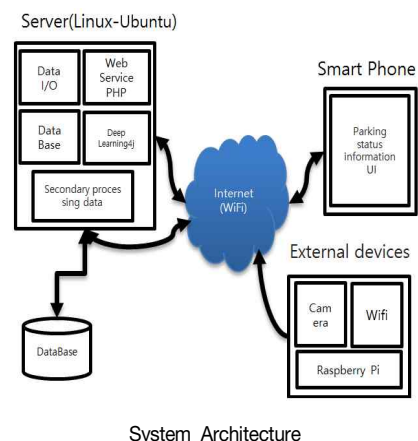 Server(Linux-Ubuntu)
Data
I/O
Web
Service
PHP
Data
Base
Deep
Learning4j
Secondary proces
sing data
DataBase
Internet
(WiFi)
Smart Phone
Parking
status
information
UI
External devices
Cam
era
Wifi
Raspberry Pi
System Architecture